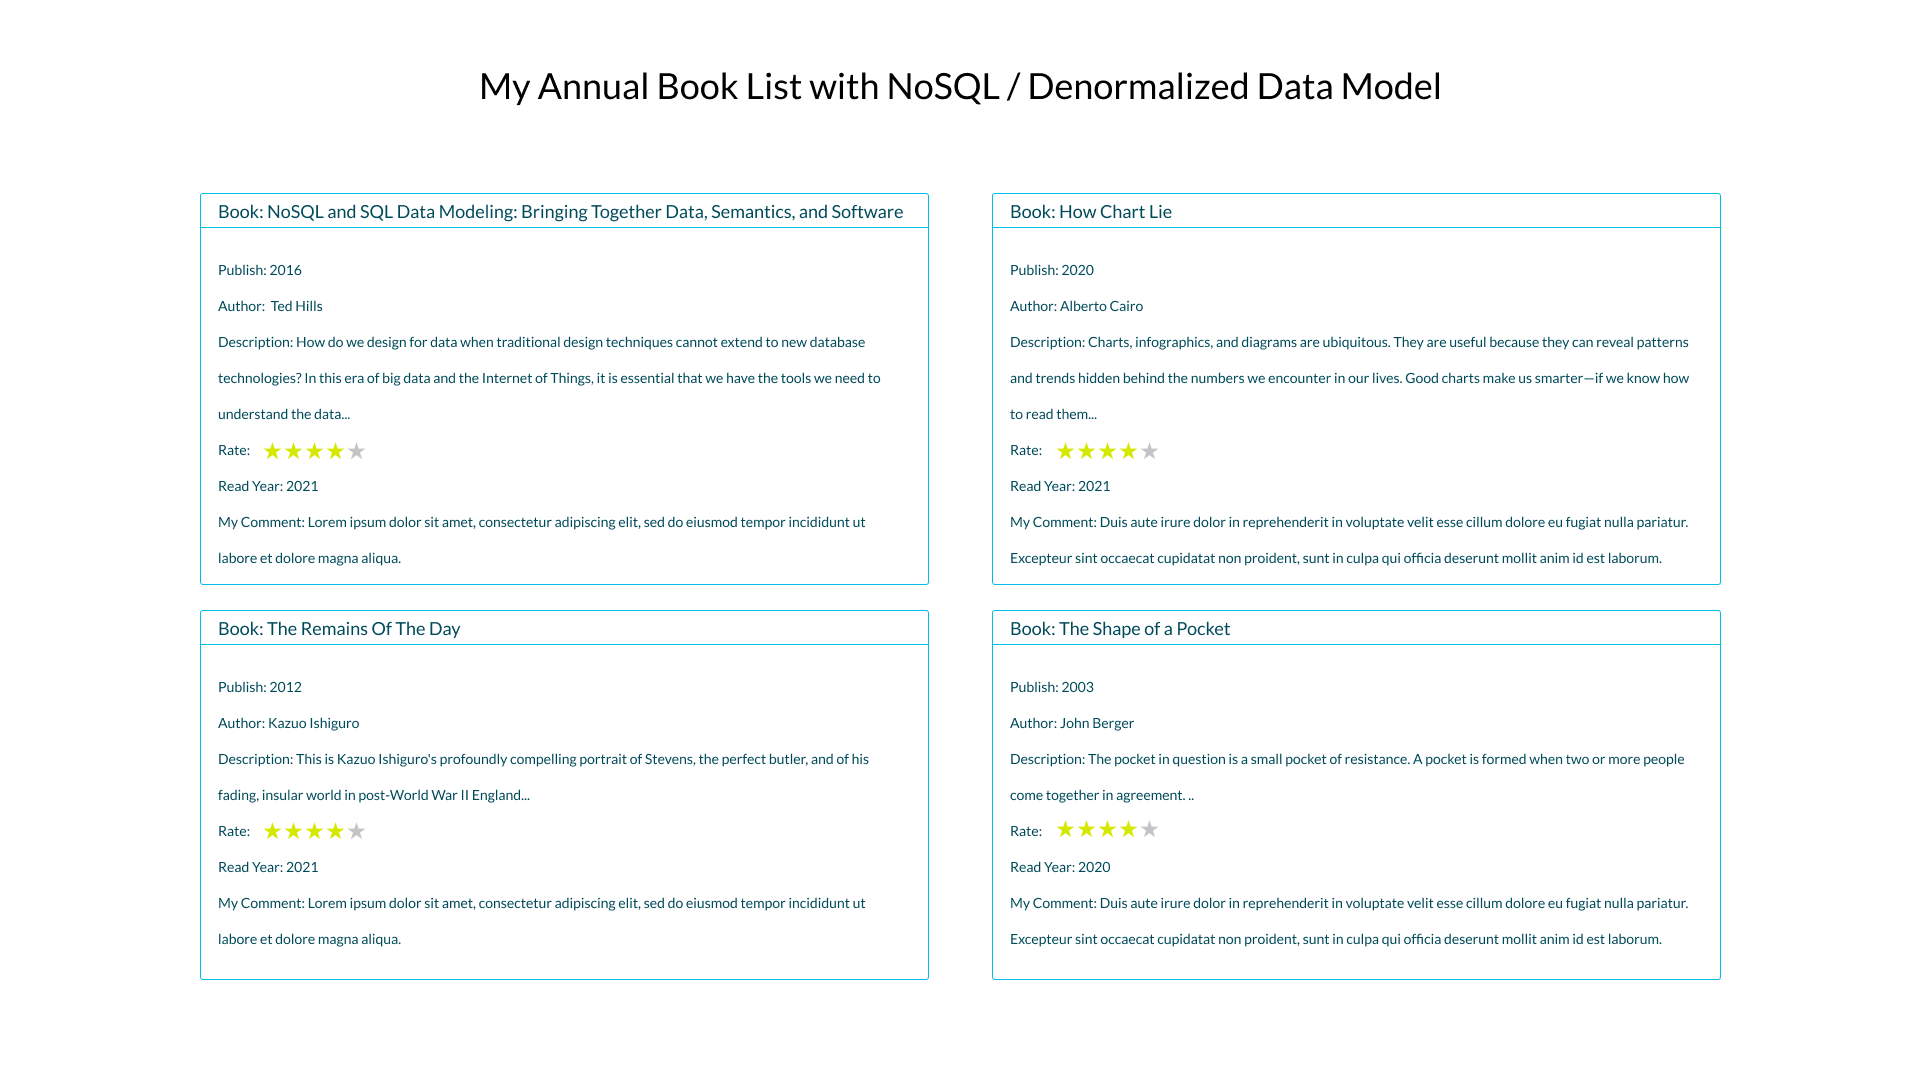 My Annual Book List with NoSQL / Denormalized Data Model
Book: NoSQL and SQL Data Modeling: Bringing Together Data, Semantics, and Software
Publish: 2016
Author:  Ted Hills
Description: How do we design for data when traditional design techniques cannot extend to new database
technologies? In this era of big data and the Internet of Things, it is essential that we have the tools we need to
understand the data...
Rate:
Read Year: 2021
My Comment: Lorem ipsum dolor sit amet, consectetur adipiscing elit, sed do eiusmod tempor incididunt ut
labore et dolore magna aliqua.
Book: How Chart Lie
Publish: 2020
Author: Alberto Cairo
Description: Charts, infographics, and diagrams are ubiquitous. They are useful because they can reveal patterns
and trends hidden behind the numbers we encounter in our lives. Good charts make us smarter—if we know how
to read them...
Rate:
Read Year: 2021
My Comment: Duis aute irure dolor in reprehenderit in voluptate velit esse cillum dolore eu fugiat nulla pariatur.
Excepteur sint occaecat cupidatat non proident, sunt in culpa qui officia deserunt mollit anim id est laborum.
Book: The Remains Of The Day
Publish: 2012
Author: Kazuo Ishiguro
Description: This is Kazuo Ishiguro's profoundly compelling portrait of Stevens, the perfect butler, and of his
fading, insular world in post-World War II England...
Rate:
Read Year: 2021
My Comment: Lorem ipsum dolor sit amet, consectetur adipiscing elit, sed do eiusmod tempor incididunt ut
labore et dolore magna aliqua.
Book: The Shape of a Pocket
Publish: 2003
Author: John Berger
Description: The pocket in question is a small pocket of resistance. A pocket is formed when two or more people
come together in agreement. ..
Rate:
Read Year: 2020
My Comment: Duis aute irure dolor in reprehenderit in voluptate velit esse cillum dolore eu fugiat nulla pariatur.
Excepteur sint occaecat cupidatat non proident, sunt in culpa qui officia deserunt mollit anim id est laborum.